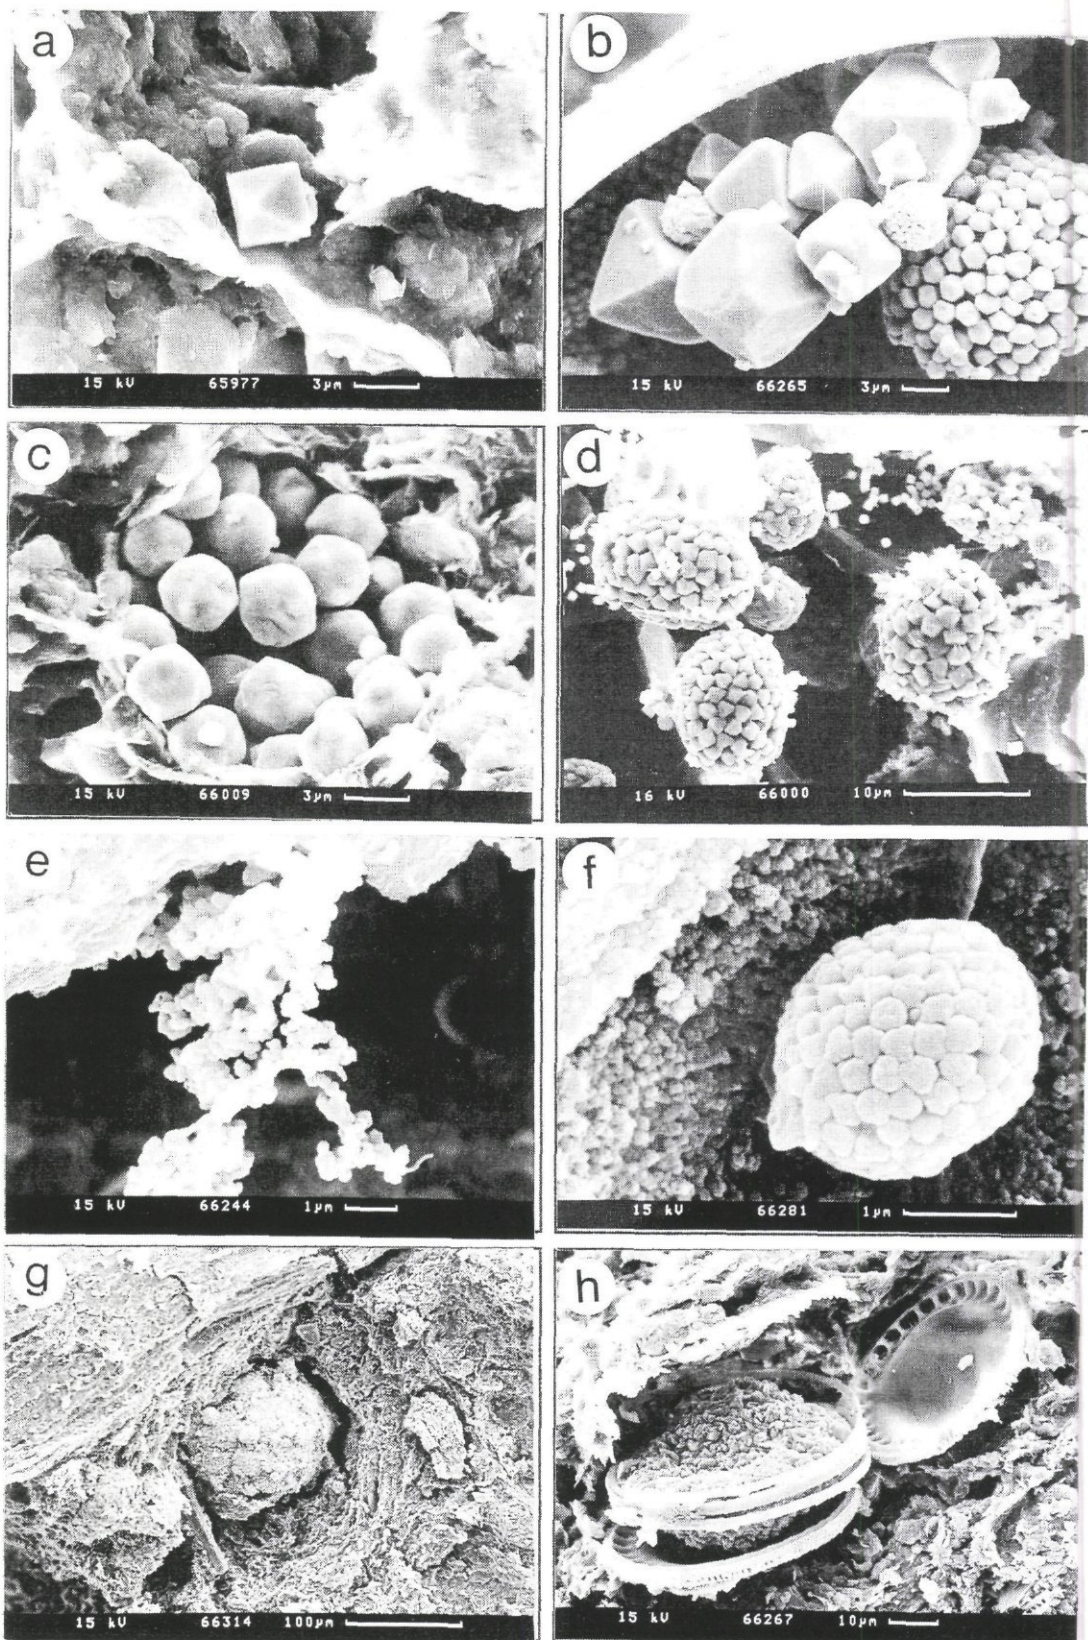 a
15 kV 65977 3µm
b
15 kV 66265 3µm
c
15 kV 66009 3µm
d
16 kV 66000 10µm
e
15 kV 66244 1µm
f
15 kV 66281 1µm
g
15 kV 66314 100µm
h
15 kV 66267 10µm